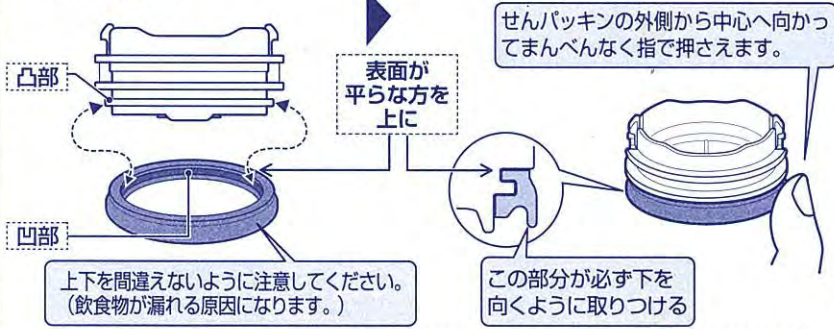 凸部
凹部
上下を間違えないように注意してください。
（飲食物が漏れる原因になります。）
表面が
平らな方を
上に
この部分が必ず下を
向くように取りつける
せんパッキンの外側から中心へ向かっ
てまんべんなく指で押さえます。